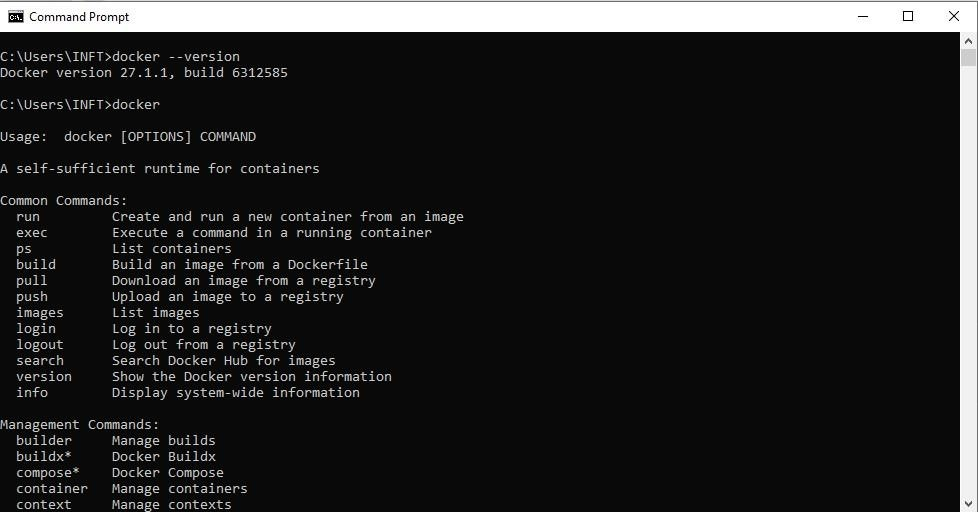 Command Prompt
C:\Users\INFT>docker --version
Docker version 27.1.1, build 6312585
C:\Users\INFT>docker
Usage:  docker [OPTIONS] COMMAND
A self-sufficient runtime for containers
Common Commands:
  run         Create and run a new container from an image
  exec        Execute a command in a running container
  ps          List containers
  build       Build an image from a Dockerfile
  pull        Download an image from a registry
  push        Upload an image to a registry
  images      List images
  login       Log in to a registry
  logout      Log out from a registry
  search      Search Docker Hub for images
  version     Show the Docker version information
  info        Display system-wide information
Management Commands:
  builder     Manage builds
  buildx*     Docker Buildx
  compose*    Docker Compose
  container   Manage containers
  context     Manage contexts